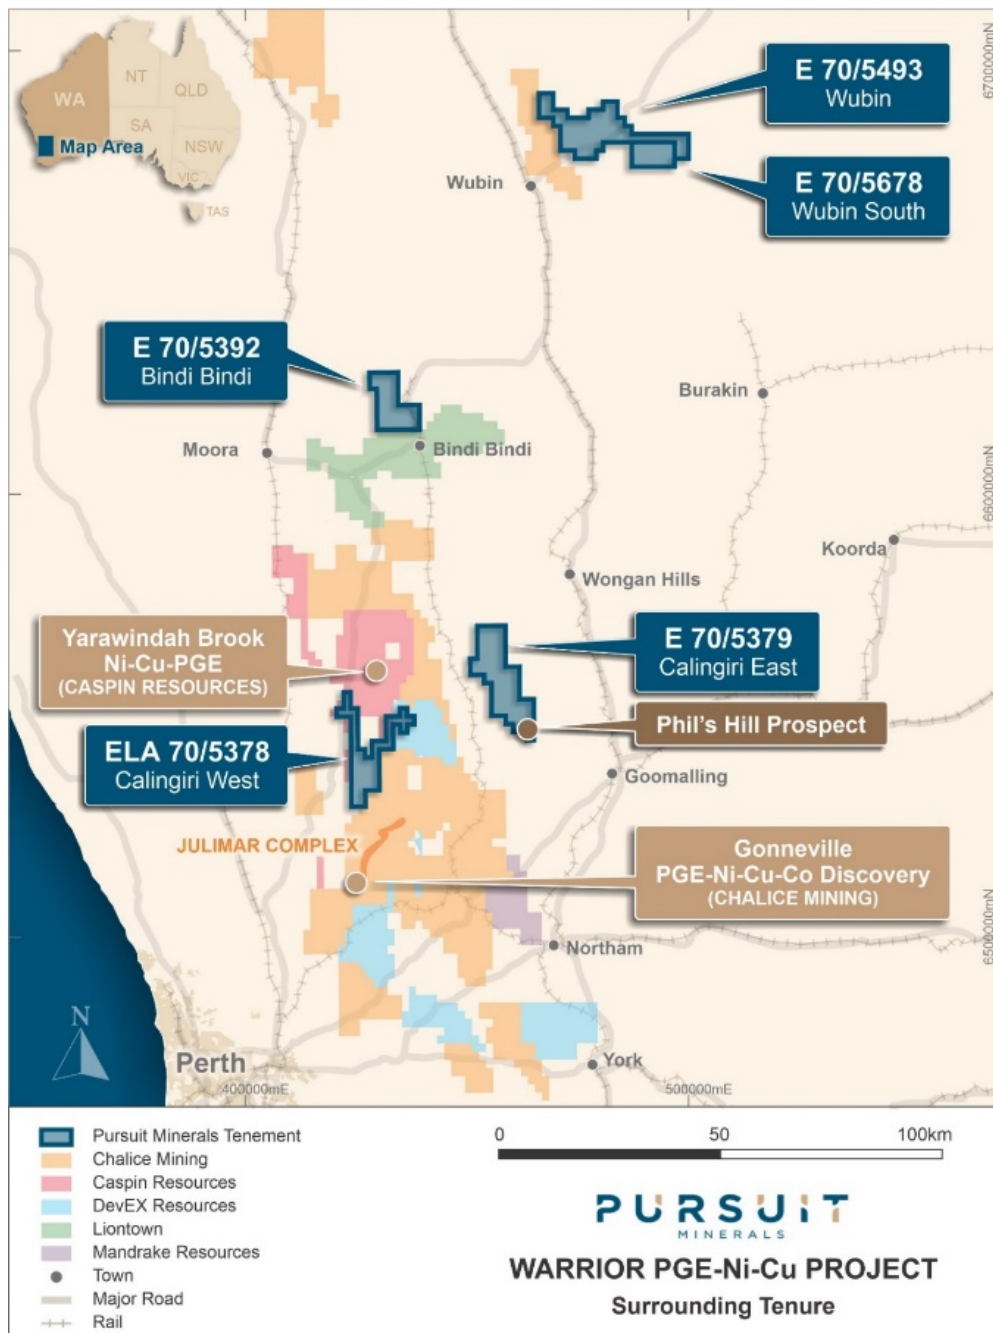 WA
NT
QLD
SA
NSW
VIC
TAS
Map Area
6700000mN
E 70/5493
Wubin
Wubin
E 70/5678
Wubin South
E 70/5392
Bindi Bindi
Burakin
Moora
Bindi Bindi
6600000mN
Koorda
Wongan Hills
Yarawindah Brook
Ni-Cu-PGE
(CASPIN RESOURCES)
E 70/5379
Calingiri East
Phil's Hill Prospect
ELA 70/5378
Calingiri West
Goomalling
JULIMAR COMPLEX
Gonneville
PGE-Ni-Cu-Co Discovery
(CHALICE MINING)
Northam
6500000mN
N
Perth
York
400000mE
500000mE
Pursuit Minerals Tenement
Chalice Mining
Caspin Resources
DevEX Resources
Liontown
Mandrake Resources
Town
Major Road
Rail
0
50
100km
PURSUIT
MINERALS
WARRIOR PGE-Ni-Cu PROJECT
Surrounding Tenure